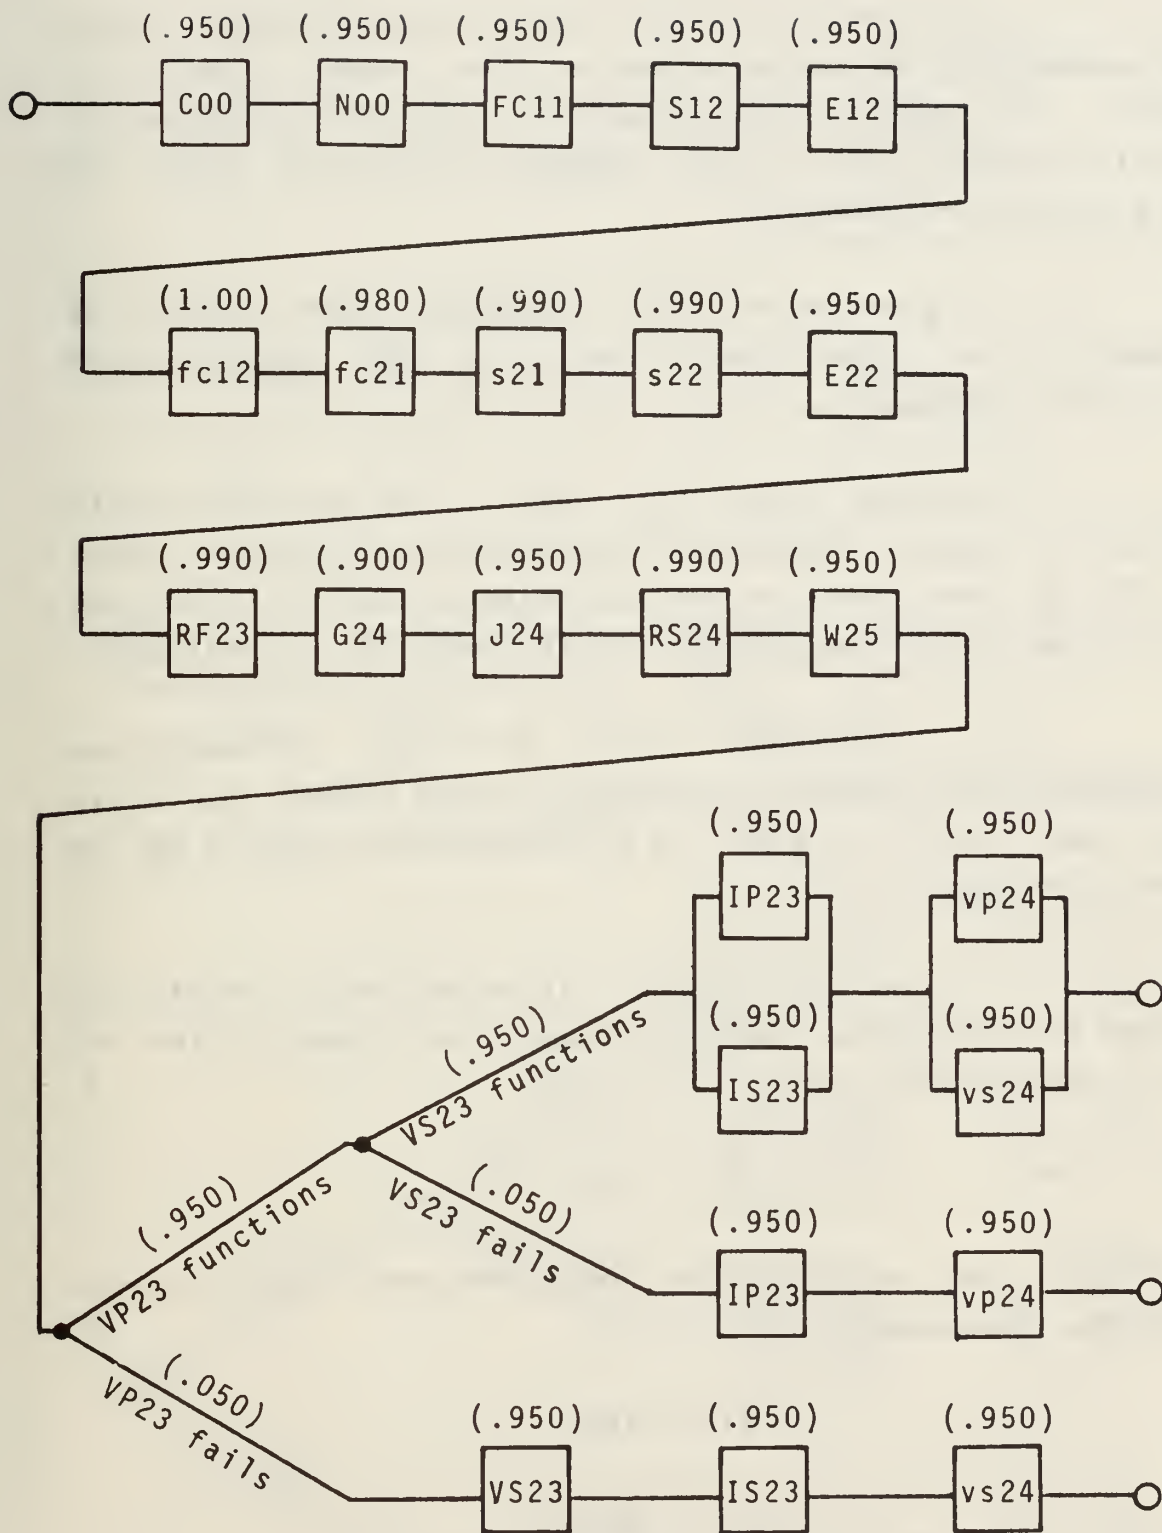 (.950) (.950) (.950) (.950) (.950)
C00 N00 FC11 S12 E12
(1.00) (.980) (.990) (.990) (.950)
fc12 fc21 s21 s22 E22
(.990) (.900) (.950) (.990) (.950)
RF23 G24 J24 RS24 W25
(.950) (.950)
IP23 vp24
(.950) (.950)
IS23 vs24
(.950)
VS23 functions
(.050)
VS23 fails
(.950) (.950)
IP23 vp24
(.950)
VP23 functions
(.050)
VP23 fails
(.950) (.950) (.950)
VS23 IS23 vs24